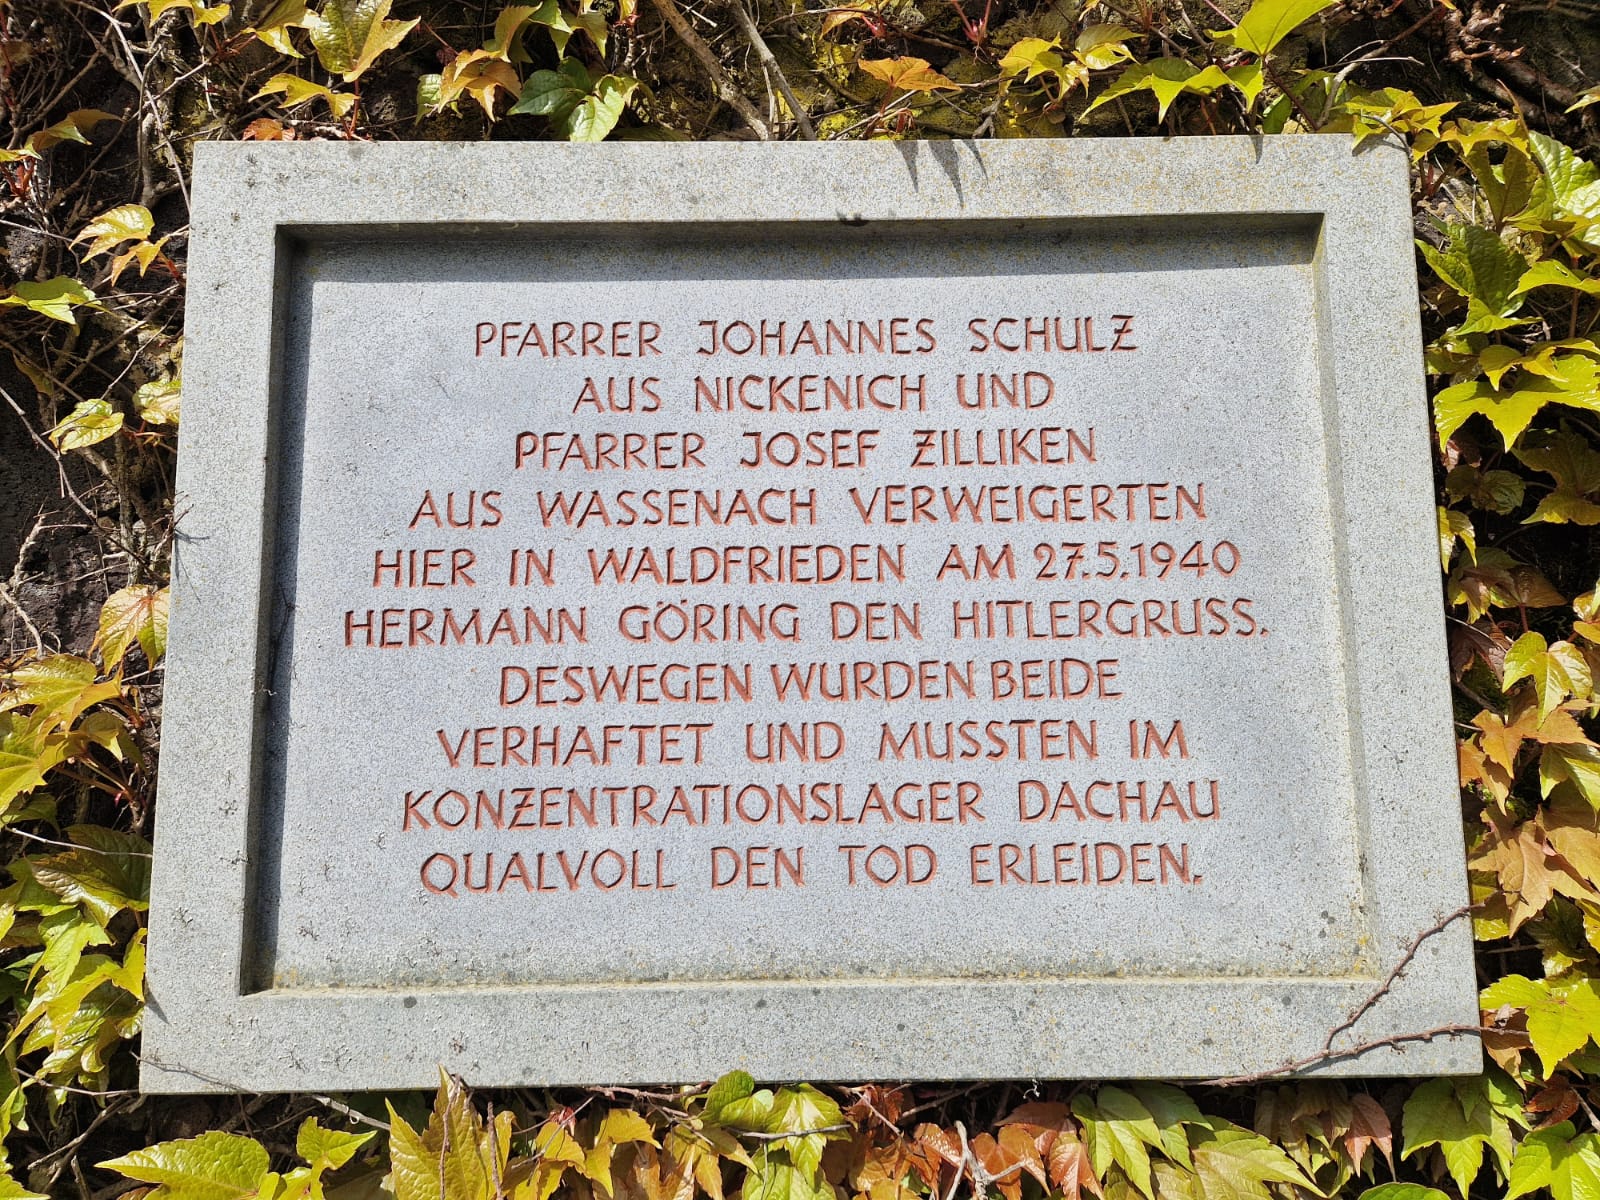 PFARRER JOHANNES SCHULZ
AUS NICKENICH UND
PFARRER JOSEF ZILLIKEN
AUS WASSENACH VERWEIGERTEN
HIER IN WALDFRIEDEN AM 27.5.1940
HERMANN GÖRING DEN HITLERGRUSS.
DESWEGEN WURDEN BEIDE
VERHAFTET UND MUSSTEN IM
KONZENTRATIONSLAGER DACHAU
QUALVOLL DEN TOD ERLEIDEN.